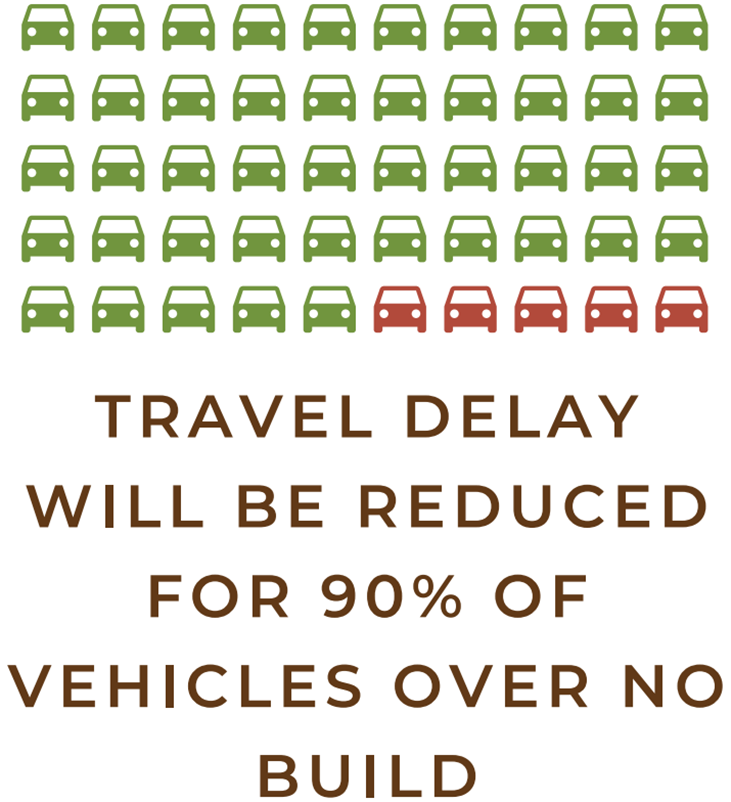 TRAVEL DELAY
WILL BE REDUCED
FOR 90% OF
VEHICLES OVER NO
BUILD